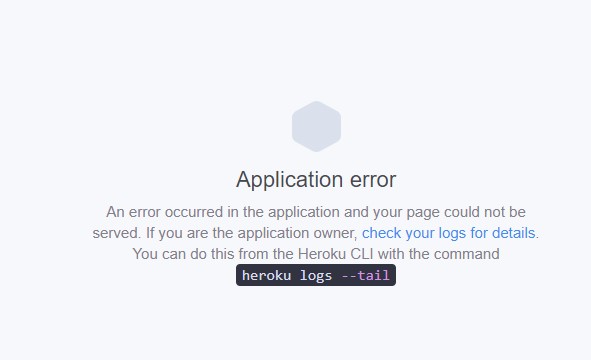 Application error
An error occurred in the application and your page could not be
served. If you are the application owner, check your logs for details.
You can do this from the Heroku CLI with the command
heroku logs --tail